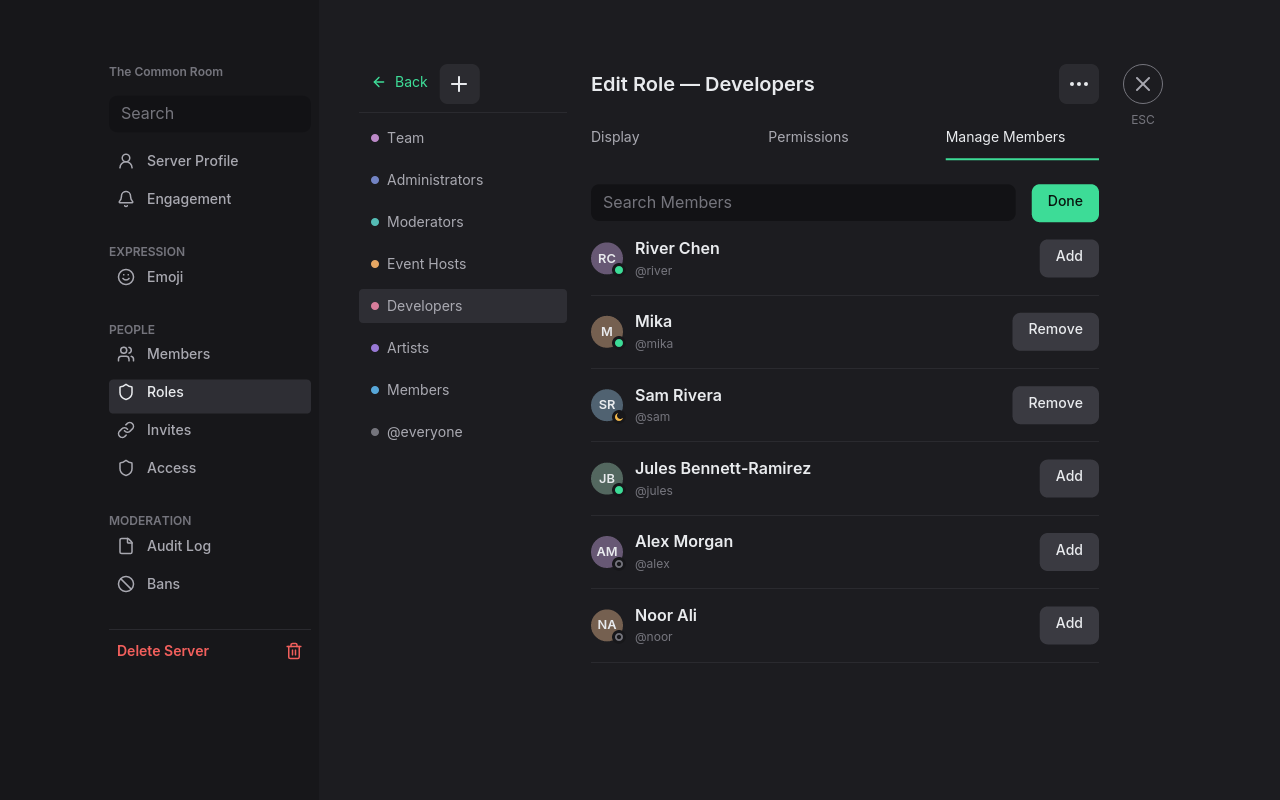 The Common Room
Search
Server Profile
Engagement
EXPRESSION
Emoji
PEOPLE
Members
Roles
Invites
Access
MODERATION
Audit Log
Bans
Delete Server
Back
Team
Administrators
Moderators
Event Hosts
Developers
Artists
Members
@everyone
Edit Role — Developers
ESC
Display
Permissions
Manage Members
Search Members
Done
RC
River Chen
@river
Add
M
Mika
@mika
Remove
SR
Sam Rivera
@sam
Remove
JB
Jules Bennett-Ramirez
@jules
Add
AM
Alex Morgan
@alex
Add
NA
Noor Ali
@noor
Add